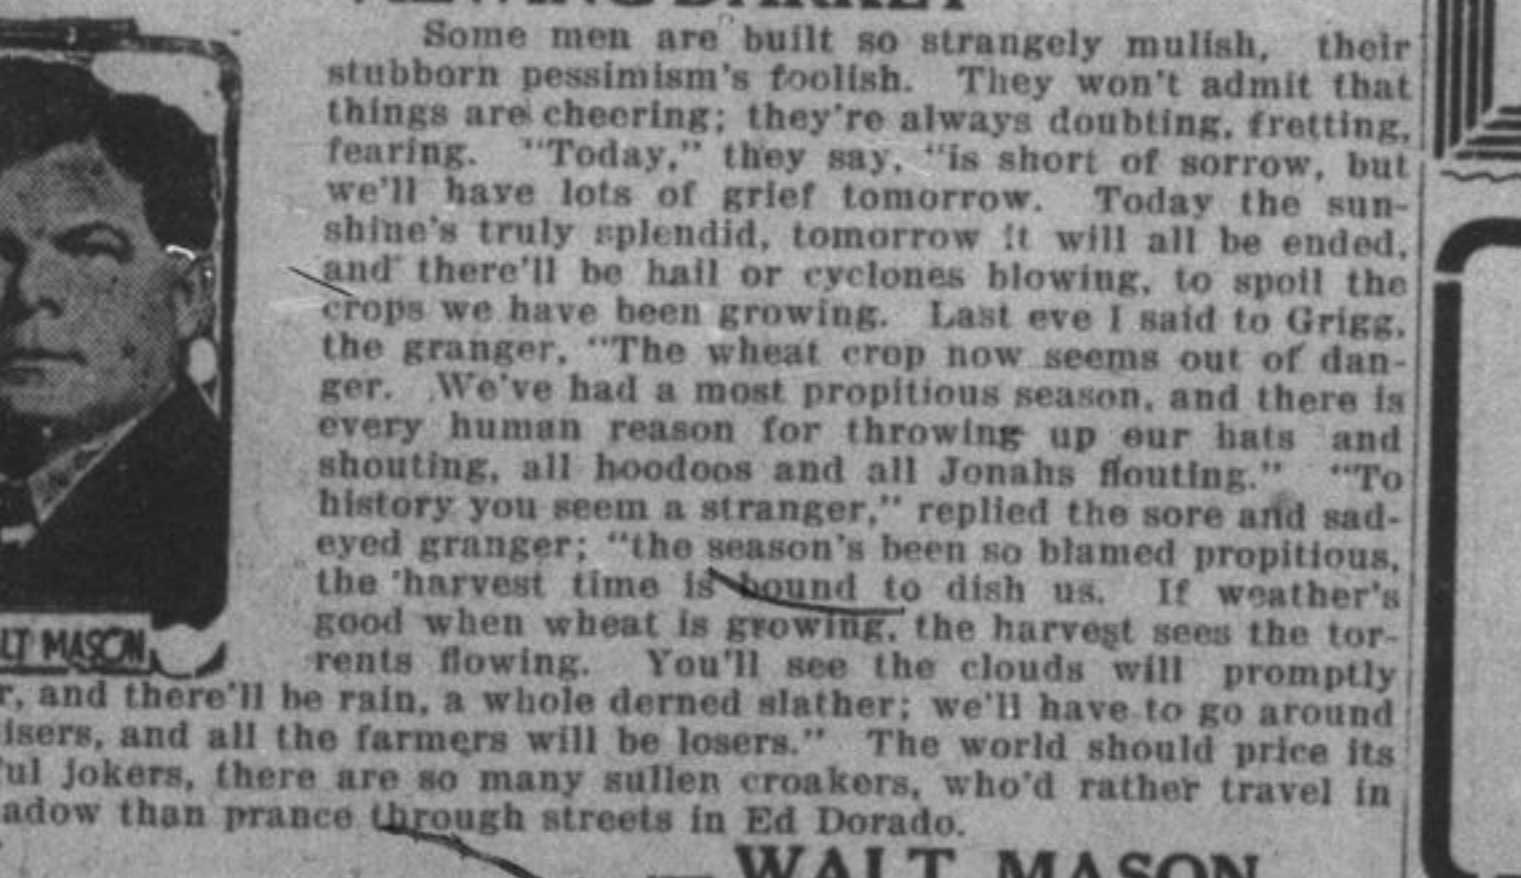 VIEWING DARKLY
Some men are built so strangely mulish, their
stubborn pessimism's foolish. They won't admit that
things are cheering; they're always doubting, fretting,
fearing. "Today," they say, "is short of sorrow, but
we'll have lots of grief tomorrow. Today the sun-
shine's truly splendid, tomorrow it will all be ended,
and there'll be hail or cyclones blowing, to spoil the
crops we have been growing. Last eve I said to Grigg,
the granger, "The wheat crop now seems out of dan-
ger. We've had a most propitious season, and there is
every human reason for throwing up our hats and
shouting, all hoodoos and all Jonahs flouting." "To
history you seem a stranger," replied the sore and sad-
eyed granger; "the season's been so blamed propitious,
the harvest time is bound to dish us. If weather's
good when wheat is growing, the harvest sees the tor-
rents flowing. You'll see the clouds will promptly
r, and there'll be rain, a whole derned slather; we'll have to go around
isers, and all the farmers will be losers." The world should price its
ful jokers, there are so many sullen croakers, who'd rather travel in
adow than prance through streets in Ed Dorado.
LT MASON
—WALT MASON